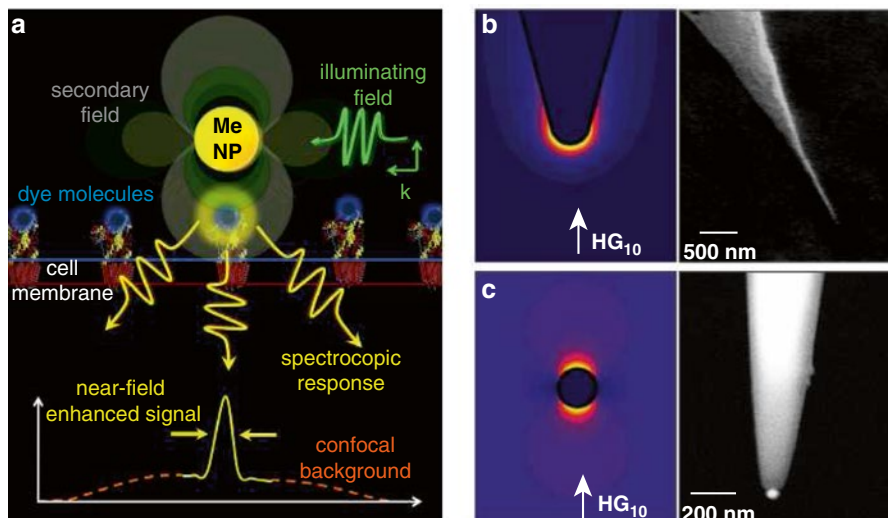 a
secondary
field
illuminating
field
Me
NP
k
dye molecules
cell
membrane
spectrocopic
response
near-field
enhanced signal
confocal
background
b
HG10
500 nm
c
HG10
200 nm